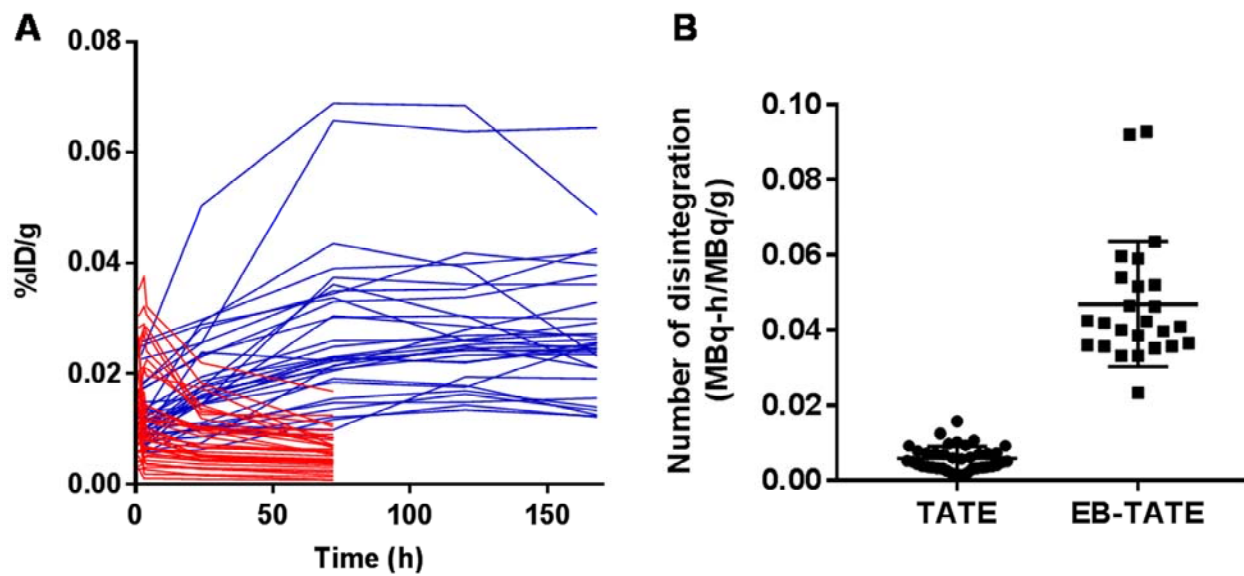 A
0.08
0.06
0.04
0.02
0.00
%ID/g
0
50
100
150
Time (h)
B
0.10
0.08
0.06
0.04
0.02
0.00
Number of disintegration
(MBq-h/MBq/g)
TATE
EB-TATE